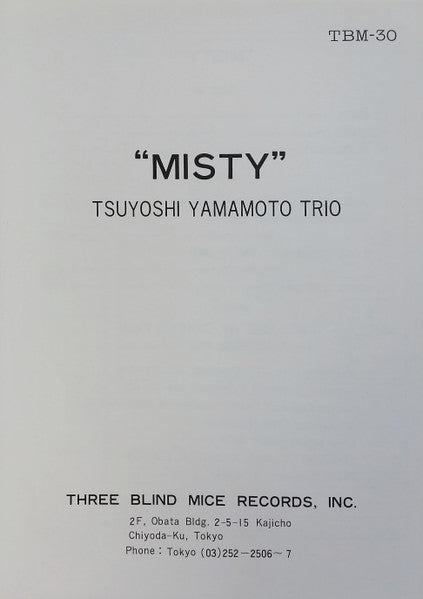 TBM-30
“MISTY”
TSUYOSHI YAMAMOTO TRIO
THREE BLIND MICE RECORDS, INC.
2F, Obata Bldg. 2-5-15 Kajicho
Chiyoda-Ku, Tokyo
Phone : Tokyo (03)252—2506~7